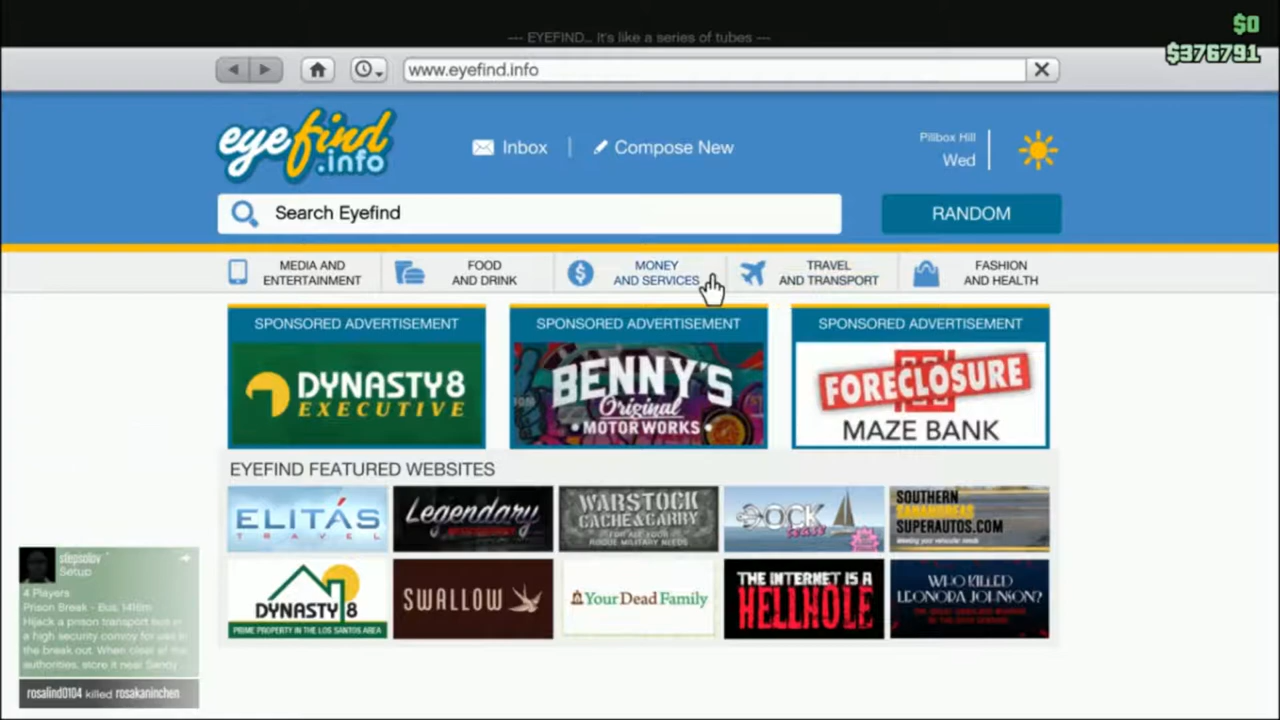 $0
--- EYEFIND... It's like a series of tubes ---
$376791
www.eyefind.info
eyefind
.info
Inbox
Compose New
Pillbox Hill
Wed
Search Eyefind
RANDOM
MEDIA AND
ENTERTAINMENT
FOOD
AND DRINK
MONEY
AND SERVICES
TRAVEL
AND TRANSPORT
FASHION
AND HEALTH
SPONSORED ADVERTISEMENT
SPONSORED ADVERTISEMENT
SPONSORED ADVERTISEMENT
DYNASTY 8
EXECUTIVE
BENNY'S
Original
MOTOR WORKS
FORECLOSURE
MAZE BANK
EYEFIND FEATURED WEBSITES
ELITÁS
TRAVEL
Legendary
WARSTOCK
CACHE & CARRY
FOR ALL YOUR
ROGUE MILITARY NEEDS
DOCK
tease
SOUTHERN
SAN ANDREAS
SUPERAUTOS.COM
DYNASTY 8
PRIME PROPERTY IN THE LOS SANTOS AREA
SWALLOW
Your Dead Family
THE INTERNET IS A
HELLHOLE
WHO KILLED
LEONORA JOHNSON?
Setup
4 Players
Prison Break - Bus 1416m
Hijack a prison transport bus in
a high security convoy for use in
the break out. When clear of the
authorities, store it near Sandy
rosalind0104 killed rosakaninchen